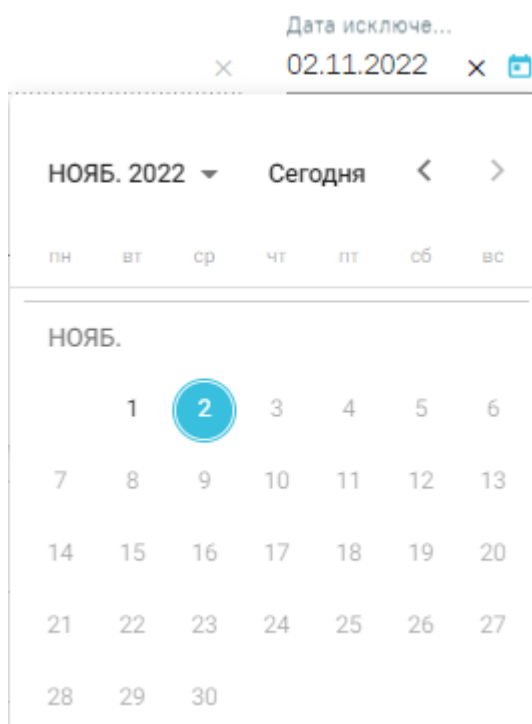 Дата исключе...
02.11.2022
НОЯБ. 2022 Сегодня
пн вт ср чт пт сб вс
НОЯБ.
1 2 3 4 5 6
7 8 9 10 11 12 13
14 15 16 17 18 19 20
21 22 23 24 25 26 27
28 29 30